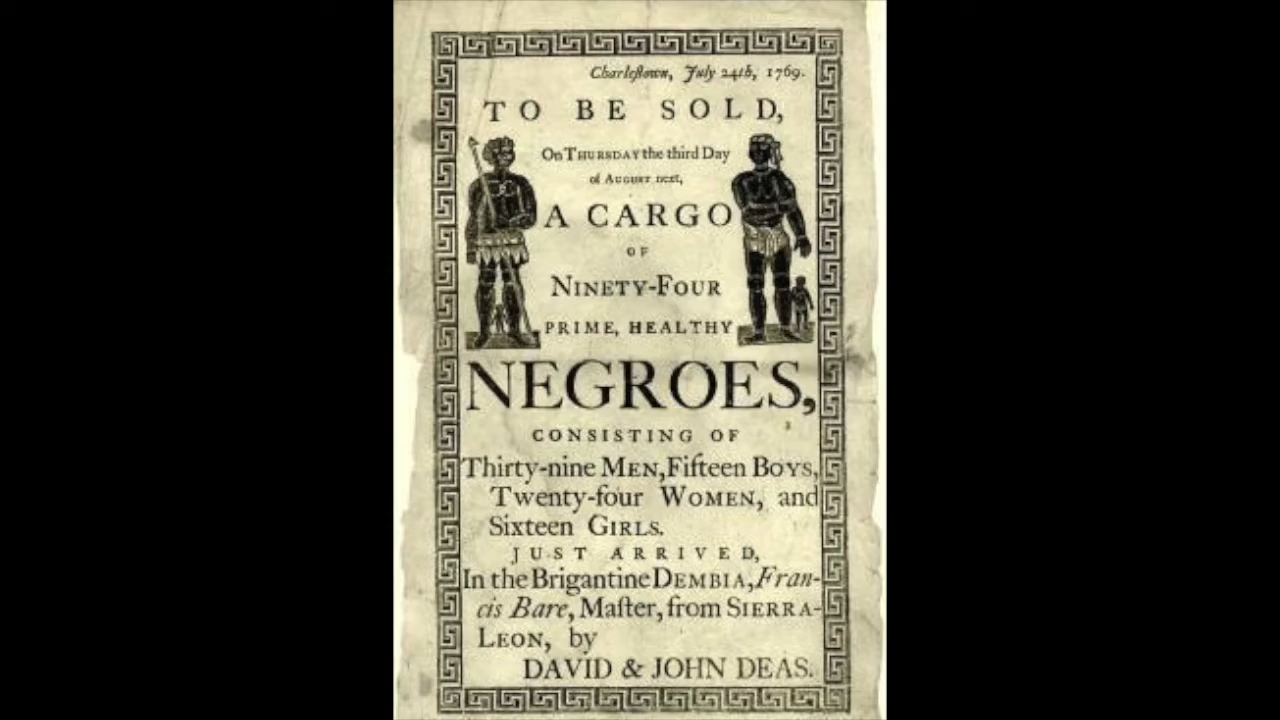 Charleſtown, July 24th, 1769.
TO BE SOLD,
On THURSDAY the third Day
of AUGUST next,
A CARGO
OF
NINETY-FOUR
PRIME, HEALTHY
NEGROES,
CONSISTING OF
Thirty-nine MEN, Fifteen BOYS,
Twenty-four WOMEN, and
Sixteen GIRLS.
JUST ARRIVED,
In the Brigantine DEMBIA, Fran-
cis Bare, Maſter, from SIERRA-
LEON, by
DAVID & JOHN DEAS.